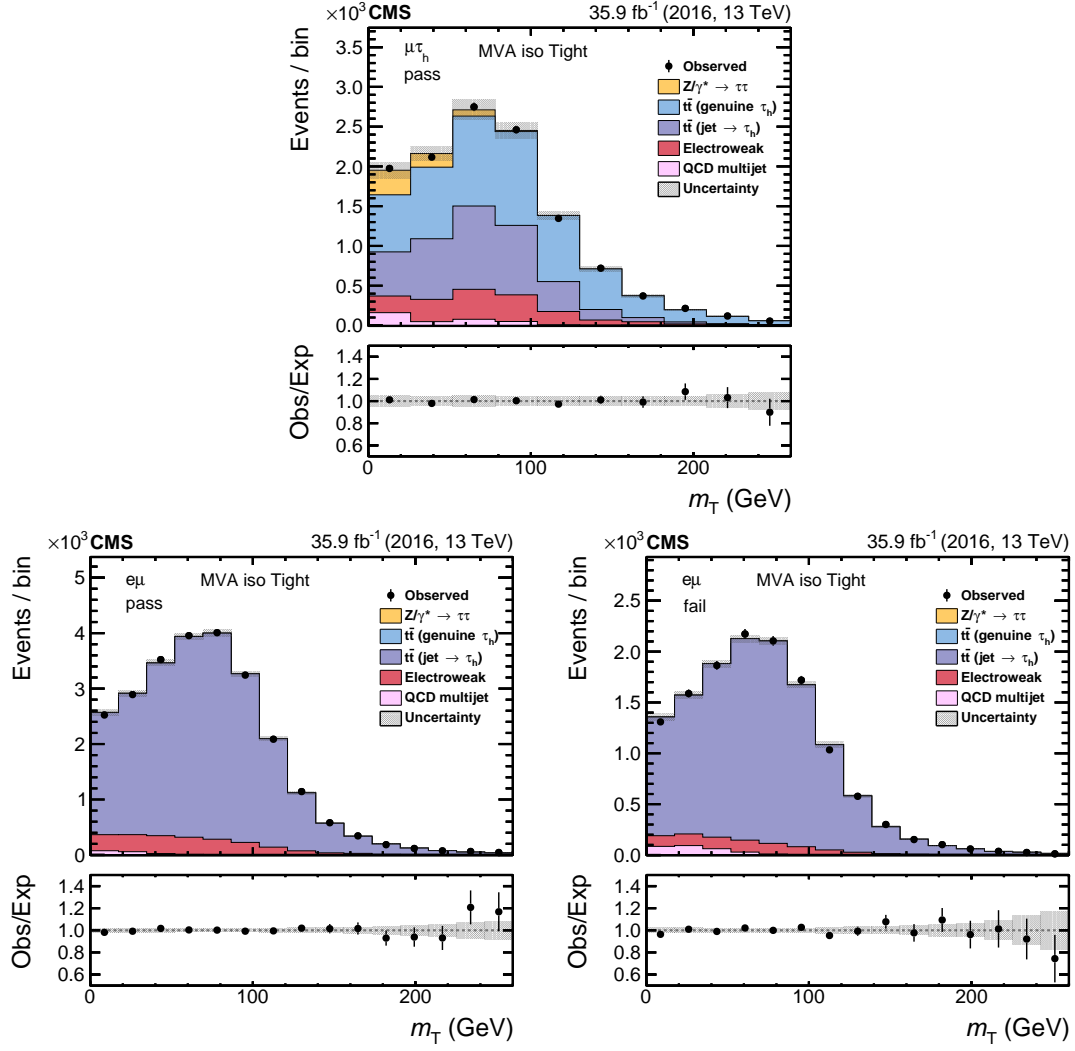 ×10³ CMS 35.9 fb⁻¹ (2016, 13 TeV)
Events / bin
μτₕ MVA iso Tight
pass
Observed
Z/γ* → ττ
tt̄ (genuine τₕ)
tt̄ (jet → τₕ)
Electroweak
QCD multijet
Uncertainty
3.5
3.0
2.5
2.0
1.5
1.0
0.5
0.0
Obs/Exp
1.4
1.2
1.0
0.8
0.6
0 100 200
m_T (GeV)
×10³ CMS 35.9 fb⁻¹ (2016, 13 TeV)
Events / bin
eμ MVA iso Tight
pass
Observed
Z/γ* → ττ
tt̄ (genuine τₕ)
tt̄ (jet → τₕ)
Electroweak
QCD multijet
Uncertainty
5
4
3
2
1
0
Obs/Exp
1.4
1.2
1.0
0.8
0.6
0 100 200
m_T (GeV)
×10³ CMS 35.9 fb⁻¹ (2016, 13 TeV)
Events / bin
eμ MVA iso Tight
fail
Observed
Z/γ* → ττ
tt̄ (genuine τₕ)
tt̄ (jet → τₕ)
Electroweak
QCD multijet
Uncertainty
2.5
2.0
1.5
1.0
0.5
0.0
Obs/Exp
1.4
1.2
1.0
0.8
0.6
0 100 200
m_T (GeV)